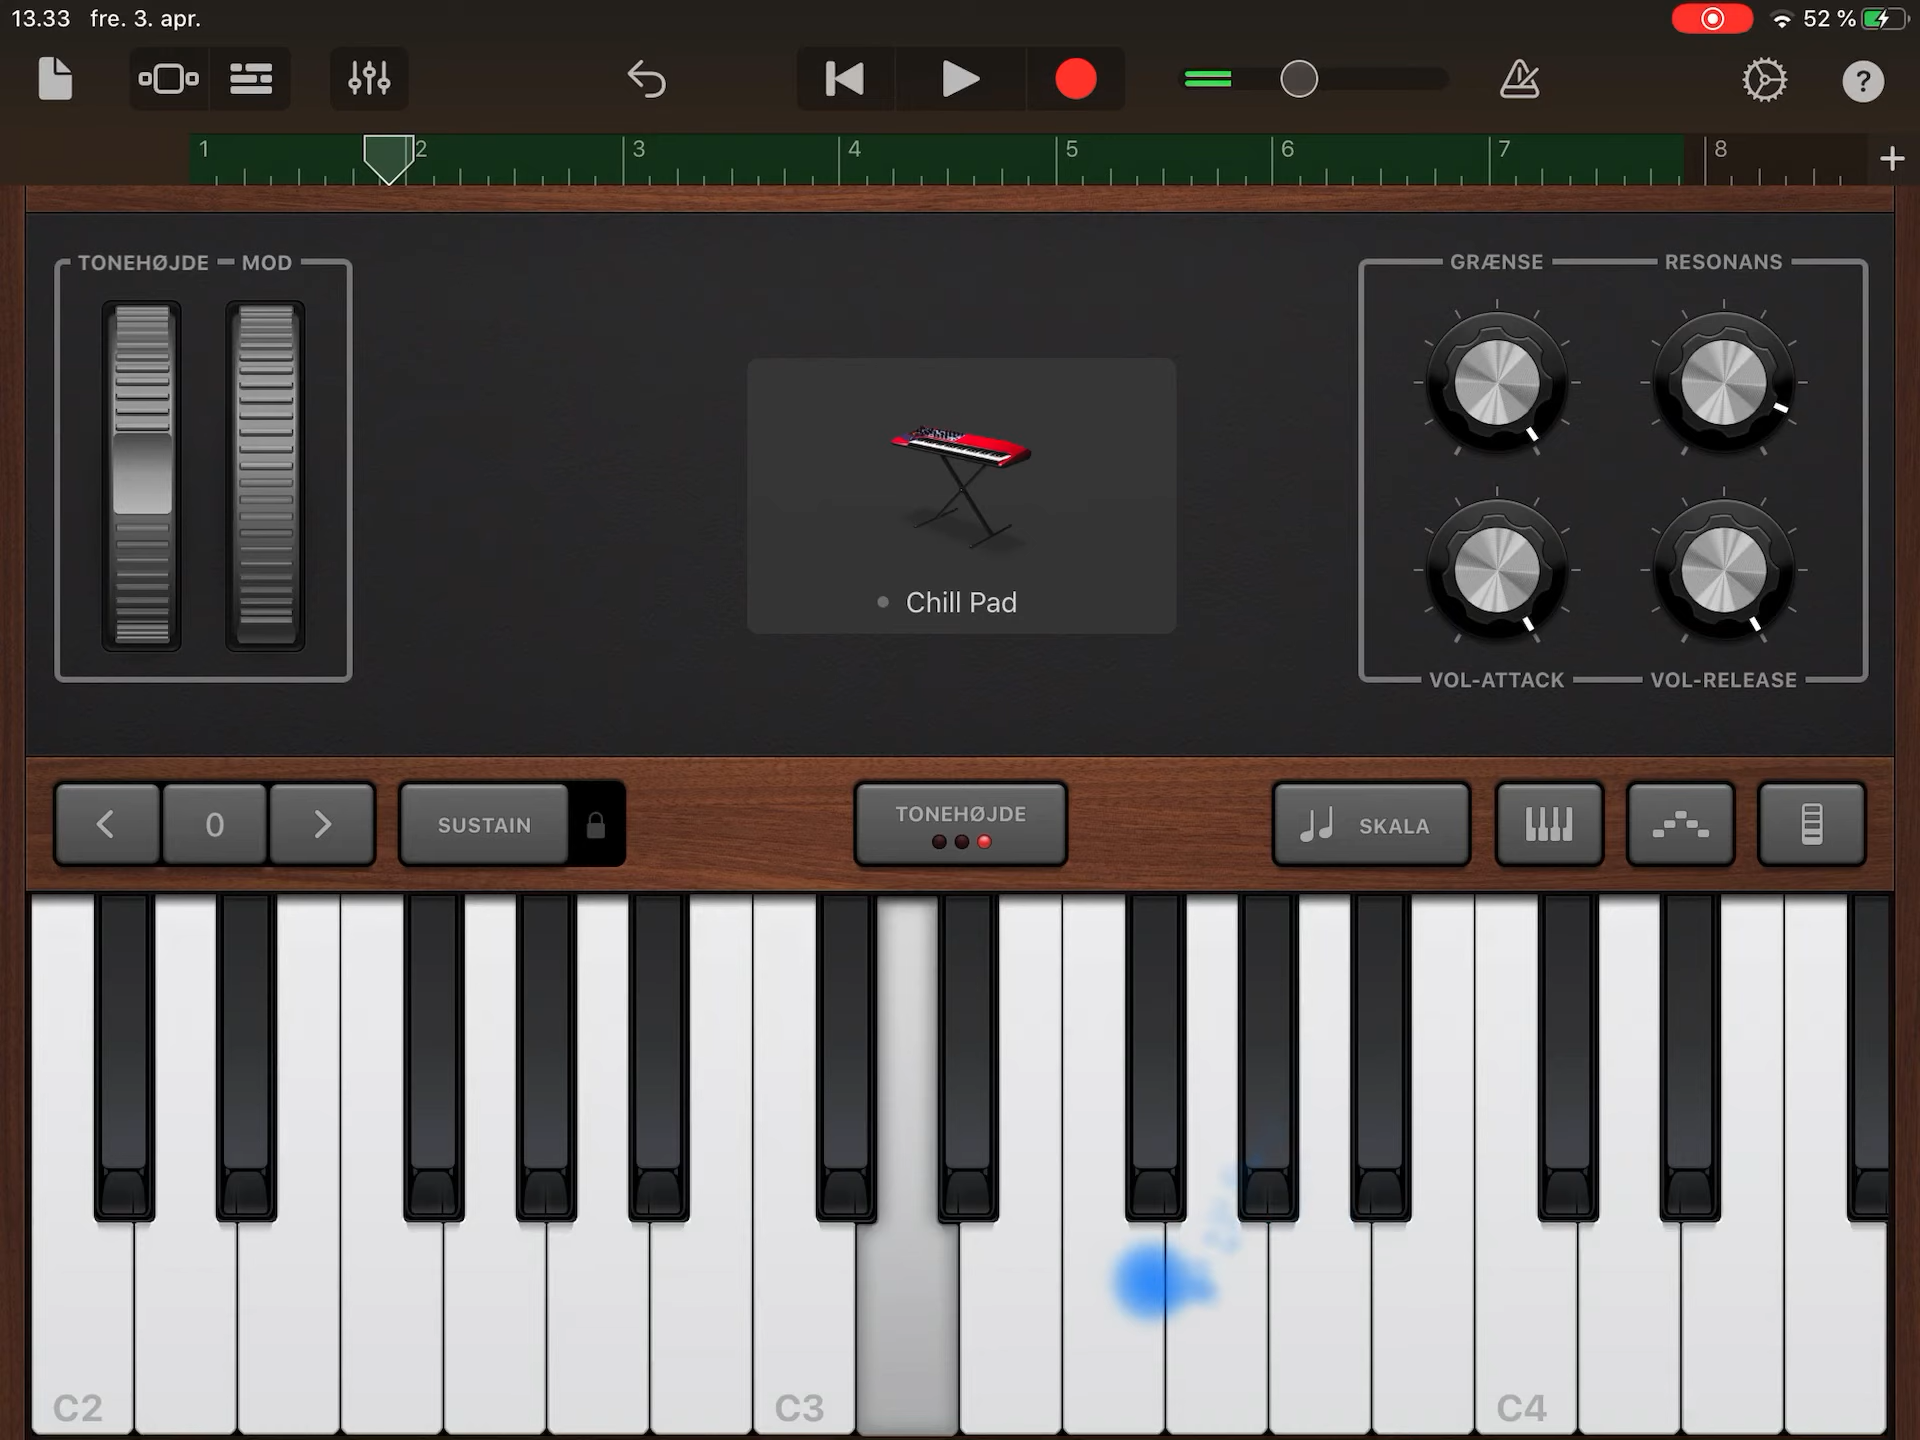 13.33 fre. 3. apr.
52 %
?
1 2 3 4 5 6 7 8
TONEHØJDE MOD
GRÆNSE RESONANS
Chill Pad
VOL-ATTACK VOL-RELEASE
0
SUSTAIN
TONEHØJDE
SKALA
C2 C3 C4